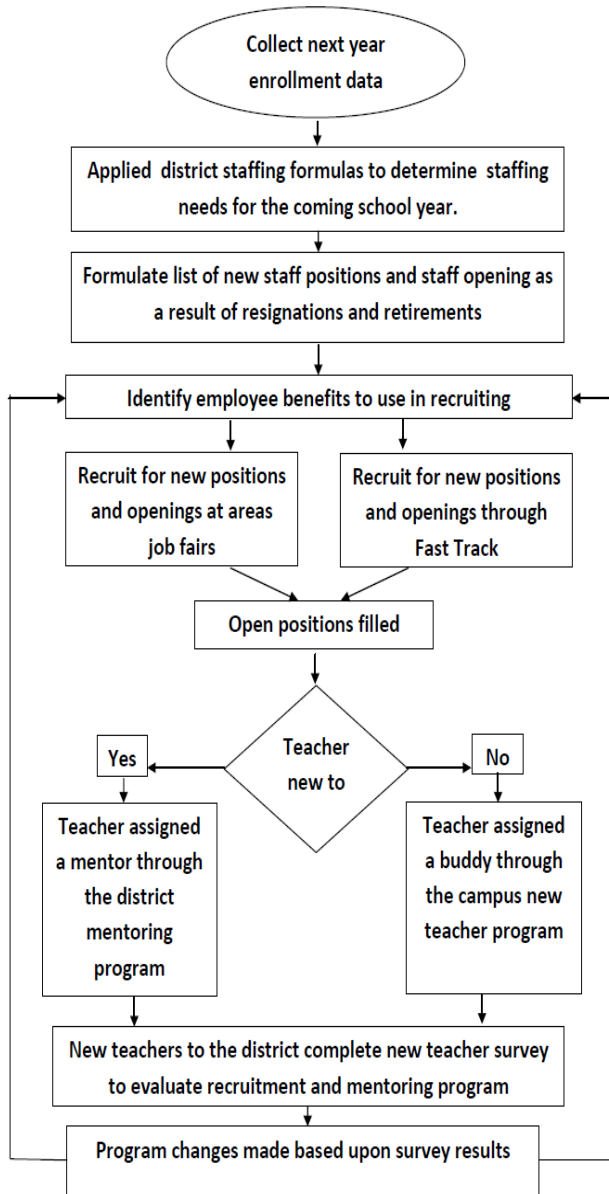 Collect next year
enrollment data
Applied district staffing formulas to determine staffing
needs for the coming school year.
Formulate list of new staff positions and staff opening as
a result of resignations and retirements
Identify employee benefits to use in recruiting
Recruit for new positions
and openings at areas
job fairs
Recruit for new positions
and openings through
Fast Track
Open positions filled
Teacher
new to
Yes
No
Teacher assigned
a mentor through
the district
mentoring
program
Teacher assigned
a buddy through
the campus new
teacher program
New teachers to the district complete new teacher survey
to evaluate recruitment and mentoring program
Program changes made based upon survey results